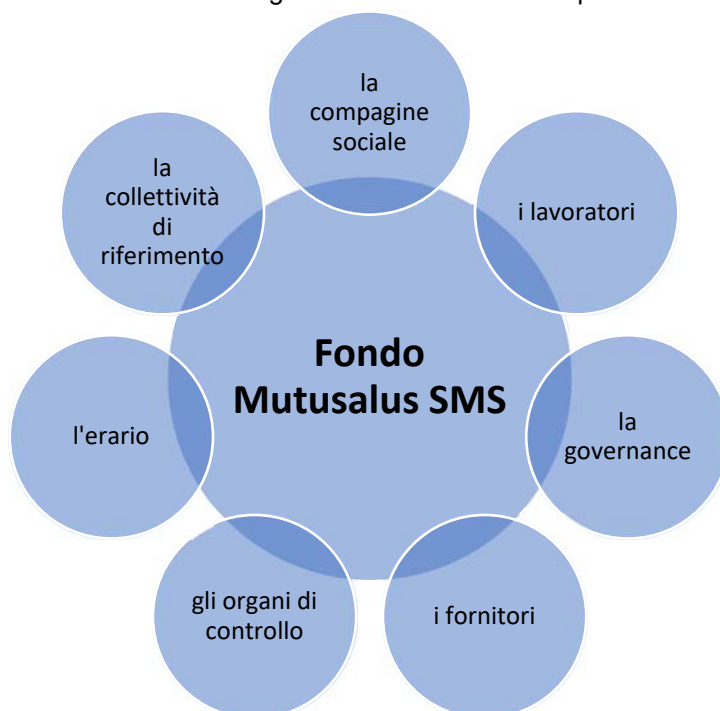 la
compagine
sociale
i lavoratori
la
governance
i fornitori
gli organi di
controllo
l'erario
la
collettività
di
riferimento
Fondo
Mutusalus SMS